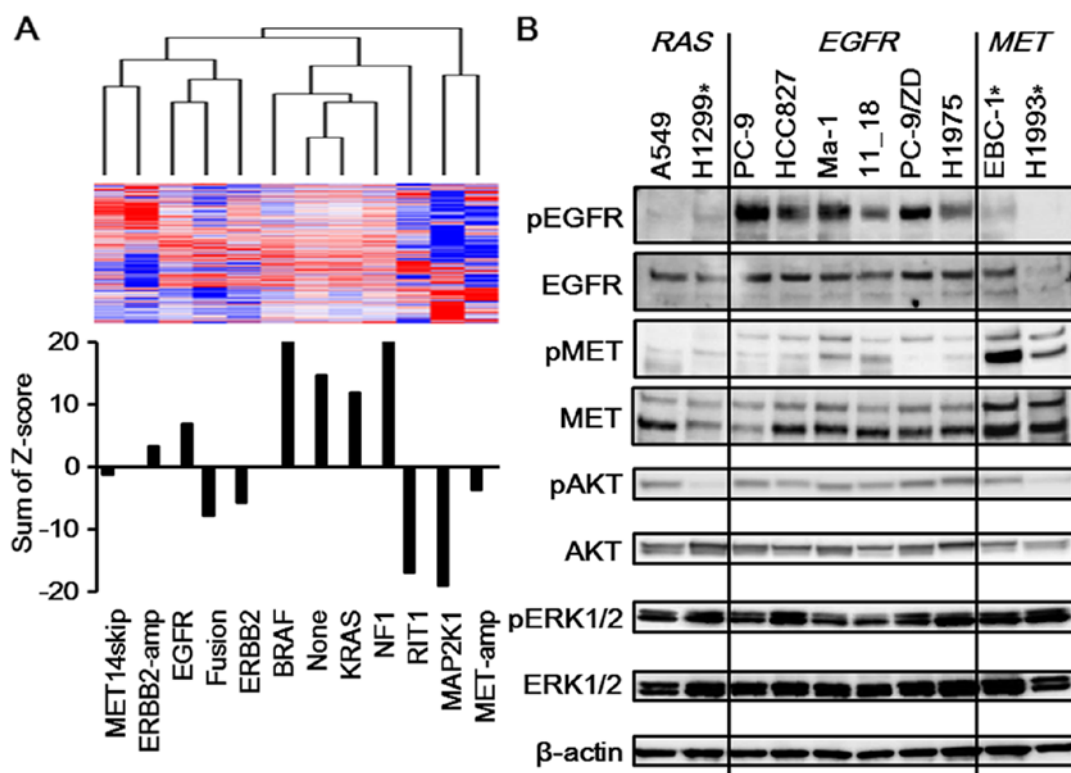 A
20
10
0
-10
-20
Sum of Z-score
MET14skip
ERBB2-amp
EGFR
Fusion
ERBB2
BRAF
None
KRAS
NF1
RIT1
MAP2K1
MET-amp
B
RAS EGFR MET
A549
H1299*
PC-9
HCC827
Ma-1
11_18
PC-9/ZD
H1975
EBC-1*
H1993*
pEGFR
EGFR
pMET
MET
pAKT
AKT
pERK1/2
ERK1/2
β-actin